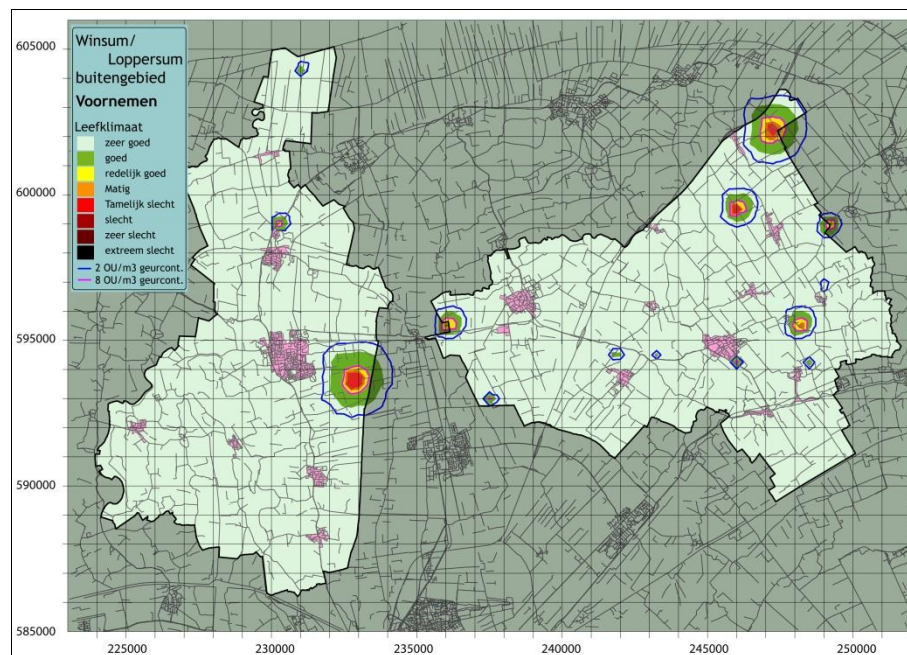 605000
600000
595000
590000
585000
Winsum/
Loppersum
buitengebied
Voornemen
Leefklimaat
zeer goed
goed
redelijk goed
Matig
Tamelijk slecht
slecht
zeer slecht
extreem slecht
2 OU/m3 geurcont.
8 OU/m3 geurcont.
225000 230000 235000 240000 245000 250000